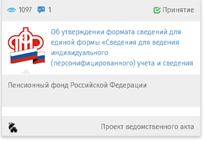 1097 1 Принятие
Об утверждении формата сведений для
единой формы «Сведения для ведения
индивидуального
(персонифицированного) учета и сведения
Пенсионный фонд Российской Федерации
Проект ведомственного акта